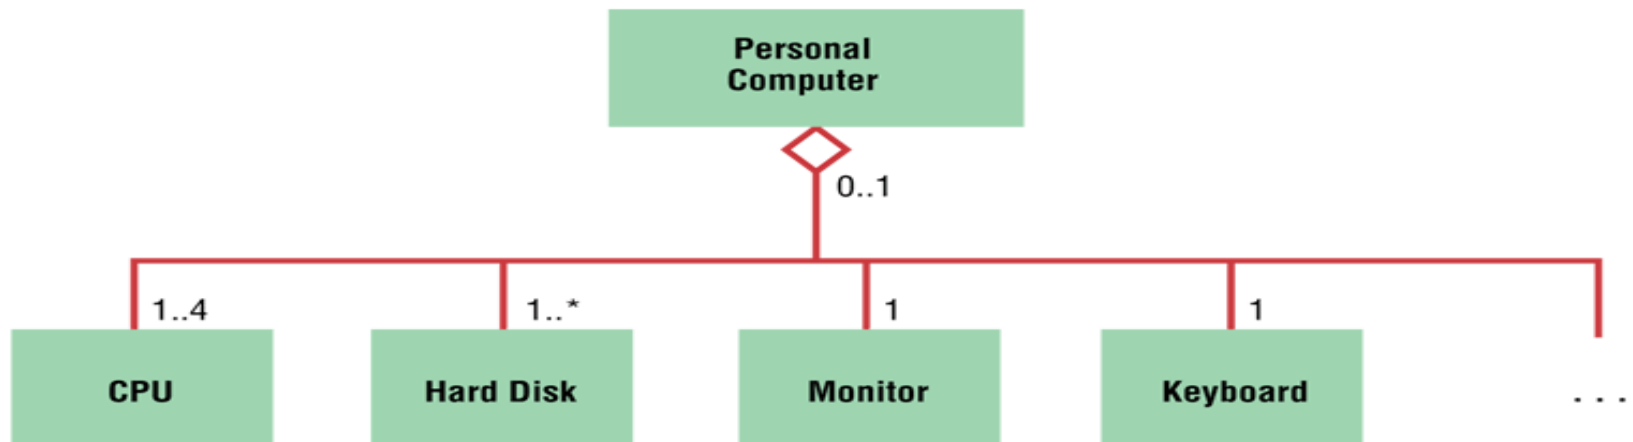 Personal
Computer
0..1
1..4
1..*
1
1
CPU
Hard Disk
Monitor
Keyboard
. . .